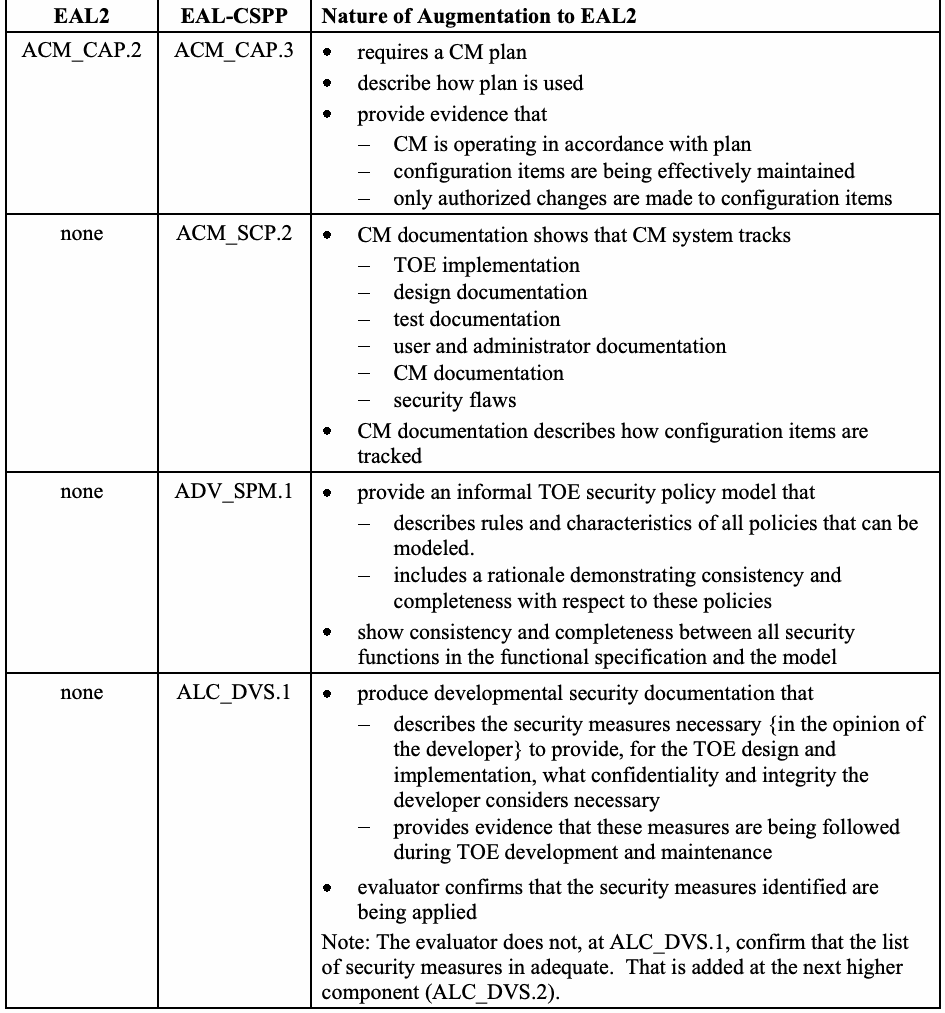 EAL2 EAL-CSPP Nature of Augmentation to EAL2
ACM_CAP.2 ACM_CAP.3 • requires a CM plan
• describe how plan is used
• provide evidence that
– CM is operating in accordance with plan
– configuration items are being effectively maintained
– only authorized changes are made to configuration items
none ACM_SCP.2 • CM documentation shows that CM system tracks
– TOE implementation
– design documentation
– test documentation
– user and administrator documentation
– CM documentation
– security flaws
• CM documentation describes how configuration items are
tracked
none ADV_SPM.1 • provide an informal TOE security policy model that
– describes rules and characteristics of all policies that can be
modeled.
– includes a rationale demonstrating consistency and
completeness with respect to these policies
• show consistency and completeness between all security
functions in the functional specification and the model
none ALC_DVS.1 • produce developmental security documentation that
– describes the security measures necessary {in the opinion of
the developer} to provide, for the TOE design and
implementation, what confidentiality and integrity the
developer considers necessary
– provides evidence that these measures are being followed
during TOE development and maintenance
• evaluator confirms that the security measures identified are
being applied
Note: The evaluator does not, at ALC_DVS.1, confirm that the list
of security measures in adequate. That is added at the next higher
component (ALC_DVS.2).